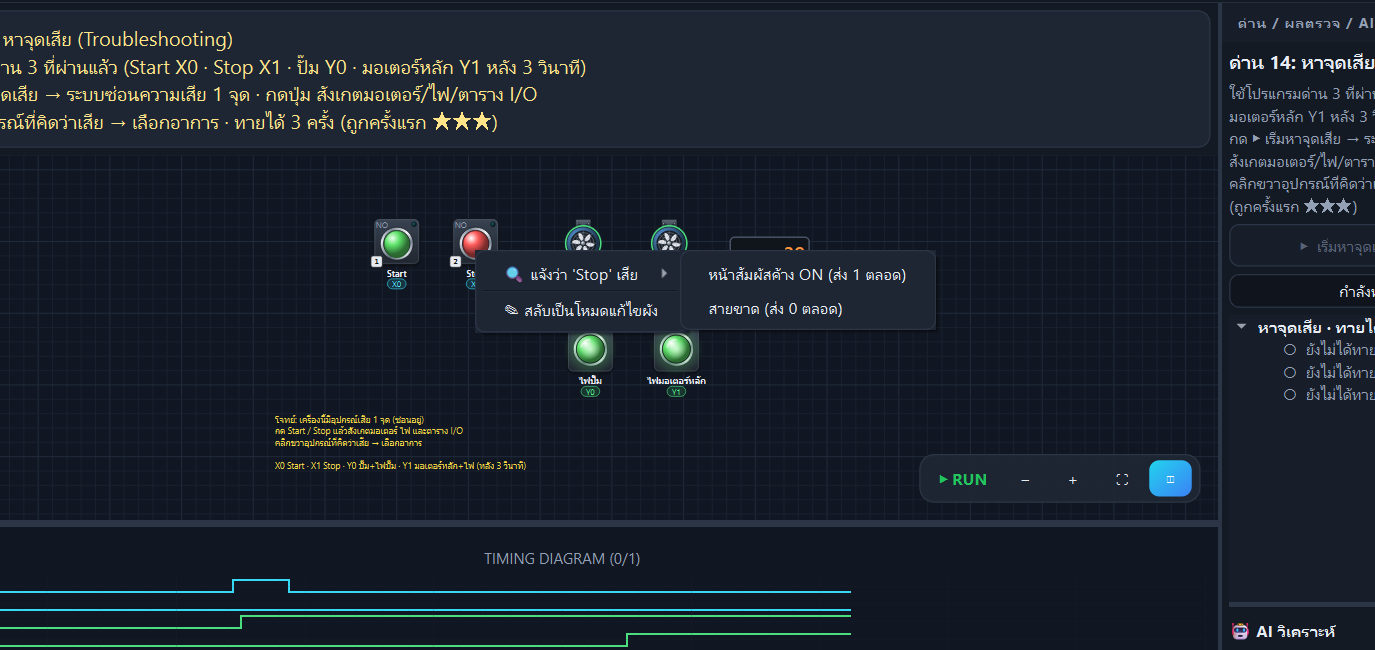 หาจุดเสีย (Troubleshooting)
าน 3 ที่ผ่านแล้ว (Start X0 · Stop X1 · ปั๊ม Y0 · มอเตอร์หลัก Y1 หลัง 3 วินาที)
ดเสีย → ระบบซ่อนความเสีย 1 จุด · กดปุ่ม สังเกตมอเตอร์/ไฟ/ตาราง I/O
รณ์ที่คิดว่าเสีย → เลือกอาการ · ทายได้ 3 ครั้ง (ถูกครั้งแรก ★★★)
NO
NO
1
2
Start
X0
แจ้งว่า 'Stop' เสีย
สลับเป็นโหมดแก้ไขผัง
หน้าสัมผัสค้าง ON (ส่ง 1 ตลอด)
สายขาด (ส่ง 0 ตลอด)
ไฟปั๊ม
Y0
ไฟมอเตอร์หลัก
Y1
โจทย์: เครื่องนี้มีอุปกรณ์เสีย 1 จุด (ซ่อนอยู่)
กด Start / Stop แล้วสังเกตมอเตอร์ ไฟ และตาราง I/O
คลิกขวาอุปกรณ์ที่คิดว่าเสีย → เลือกอาการ
X0 Start · X1 Stop · Y0 ปั๊ม+ไฟปั๊ม · Y1 มอเตอร์หลัก+ไฟ (หลัง 3 วินาที)
▶ RUN
−
+
TIMING DIAGRAM (0/1)
ด่าน / ผลตรวจ / AI
ด่าน 14: หาจุดเสีย
ใช้โปรแกรมด่าน 3 ที่ผ่า
มอเตอร์หลัก Y1 หลัง 3
กด ▶ เริ่มหาจุดเสีย →
สังเกตมอเตอร์/ไฟ/ตารา
คลิกขวาอุปกรณ์ที่คิดว่า
(ถูกครั้งแรก ★★★)
▶ เริ่มหาจุด
กำลัง
หาจุดเสีย · ทายได้
ยังไม่ได้ทาย
ยังไม่ได้ทาย
ยังไม่ได้ทาย
AI วิเคราะห์